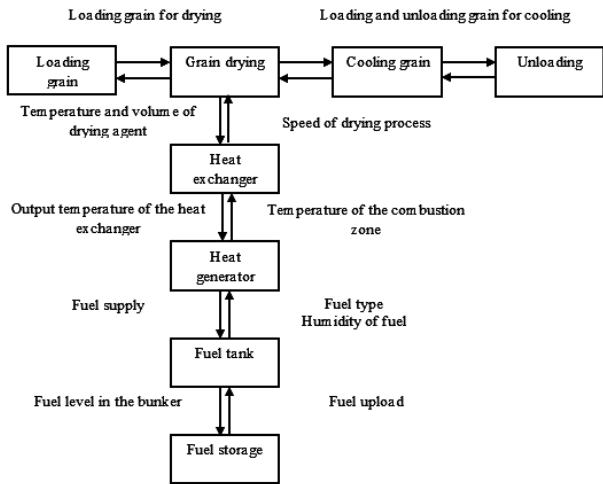 Loading grain for drying
Loading and unloading grain for cooling
Loading
grain
Grain drying
Cooling grain
Unloading
Temperature and volume of
drying agent
Speed of drying process
Heat
exchanger
Output temperature of the heat
exchanger
Temperature of the combustion
zone
Heat
generator
Fuel supply
Fuel type
Humidity of fuel
Fuel tank
Fuel level in the bunker
Fuel upload
Fuel storage